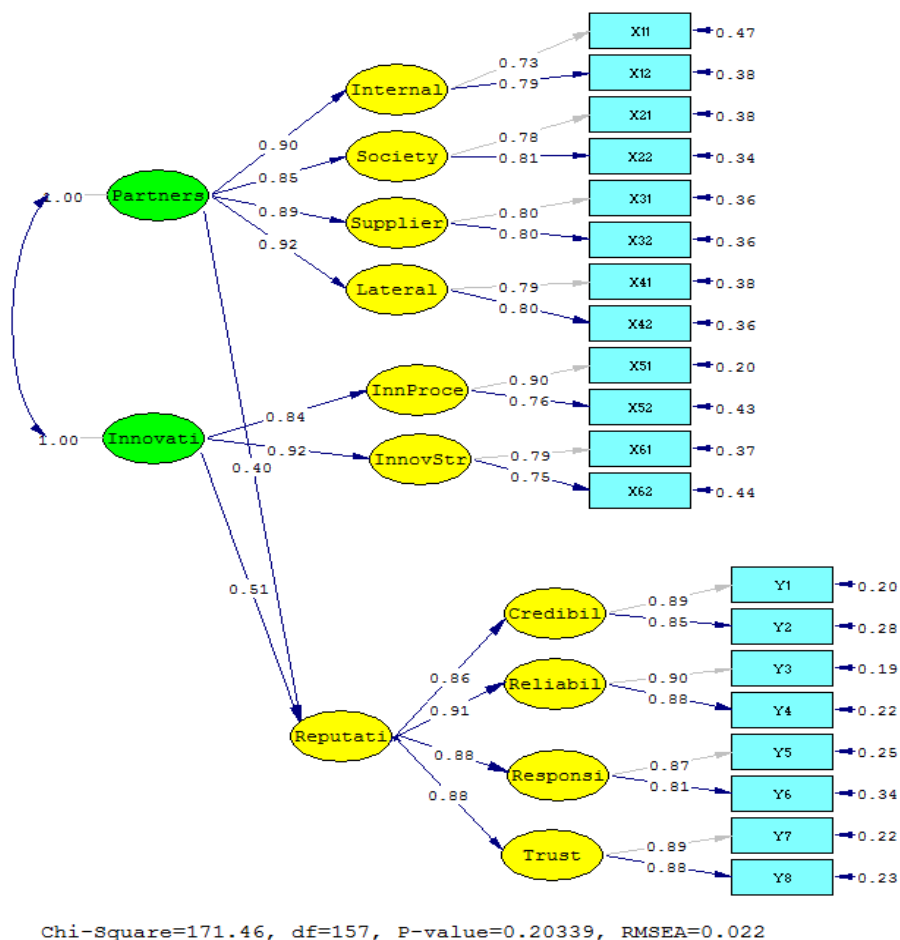 X11 0.47
0.73
X12 0.38
Internal 0.79
X21 0.38
0.78
0.90
Society 0.81 X22 0.34
0.85
1.00 Partners
X31 0.36
0.80
0.89 Supplier 0.80
X32 0.36
0.92
X41 0.38
Lateral 0.79
0.80
X42 0.36
X51 0.20
0.90
InnProce
0.76 X52 0.43
0.84
1.00 Innovati
0.92 X61 0.37
InnovStr 0.79
0.40 0.75
X62 0.44
0.51
Y1 0.20
0.89
Credibil 0.85 Y2 0.28
Y3 0.19
0.86 Reliabil 0.90
0.88 Y4 0.22
0.91
Reputati
Y5 0.25
0.88 0.87
Responsi 0.81
0.88 Y6 0.34
Y7 0.22
0.89
Trust 0.88
Y8 0.23
Chi-Square=171.46, df=157, P-value=0.20339, RMSEA=0.022